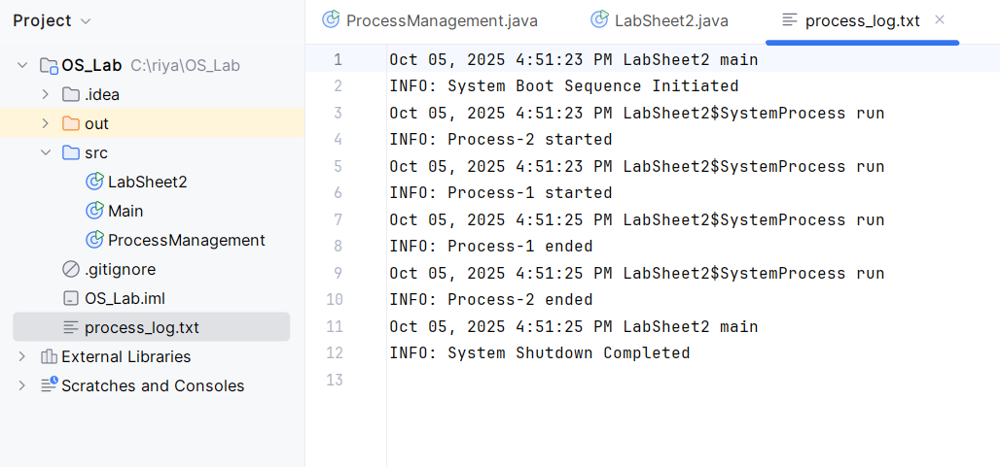 Project
OS_Lab C:\riya\OS_Lab
.idea
out
src
LabSheet2
Main
ProcessManagement
.gitignore
OS_Lab.iml
process_log.txt
External Libraries
Scratches and Consoles
ProcessManagement.java LabSheet2.java process_log.txt
1 Oct 05, 2025 4:51:23 PM LabSheet2 main
2 INFO: System Boot Sequence Initiated
3 Oct 05, 2025 4:51:23 PM LabSheet2$SystemProcess run
4 INFO: Process-2 started
5 Oct 05, 2025 4:51:23 PM LabSheet2$SystemProcess run
6 INFO: Process-1 started
7 Oct 05, 2025 4:51:25 PM LabSheet2$SystemProcess run
8 INFO: Process-1 ended
9 Oct 05, 2025 4:51:25 PM LabSheet2$SystemProcess run
10 INFO: Process-2 ended
11 Oct 05, 2025 4:51:25 PM LabSheet2 main
12 INFO: System Shutdown Completed
13